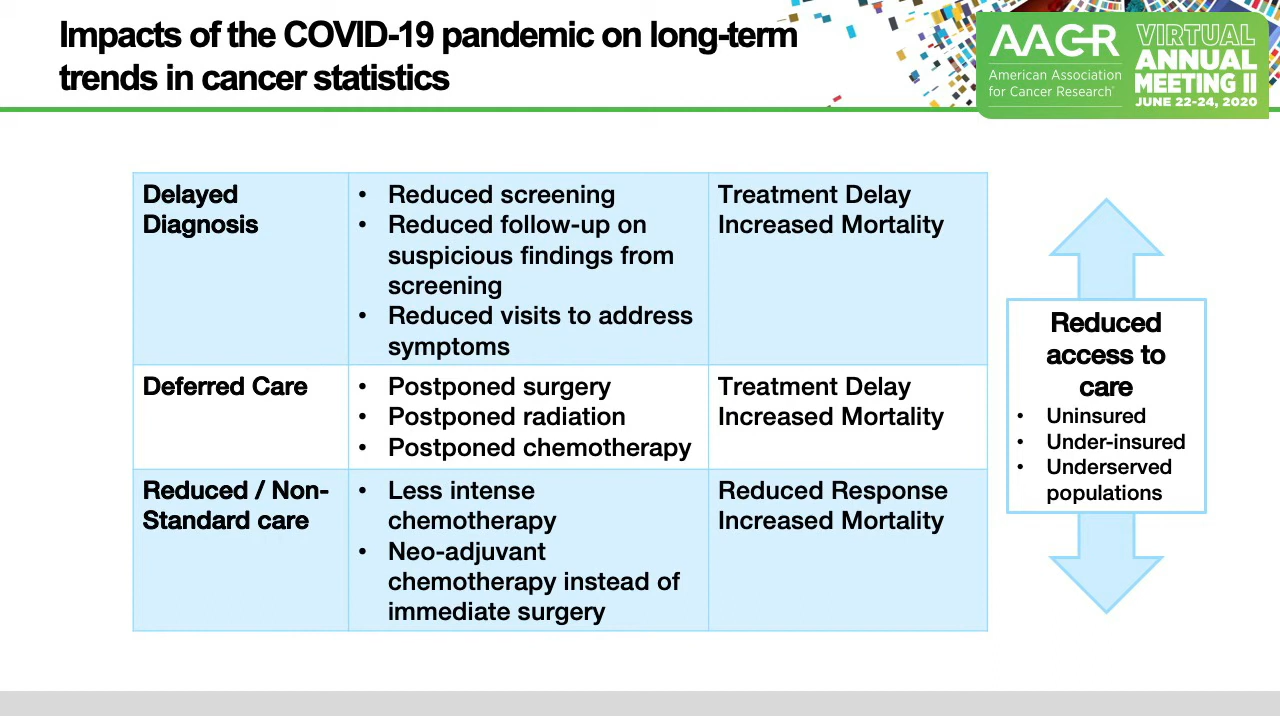 Impacts of the COVID-19 pandemic on long-term
trends in cancer statistics
AACR
American Association
for Cancer Research®
VIRTUAL
ANNUAL
MEETING II
JUNE 22-24, 2020
Delayed
Diagnosis
• Reduced screening
• Reduced follow-up on
suspicious findings from
screening
• Reduced visits to address
symptoms
Treatment Delay
Increased Mortality
Deferred Care
• Postponed surgery
• Postponed radiation
• Postponed chemotherapy
Treatment Delay
Increased Mortality
Reduced / Non-
Standard care
• Less intense
chemotherapy
• Neo-adjuvant
chemotherapy instead of
immediate surgery
Reduced Response
Increased Mortality
Reduced
access to
care
• Uninsured
• Under-insured
• Underserved
populations